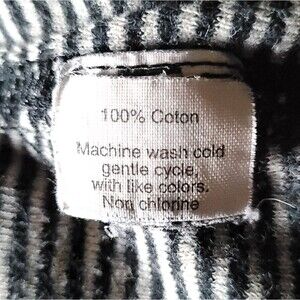 100% Coton
Machine wash cold
gentle cycle,
with like colors.
Non chlorine